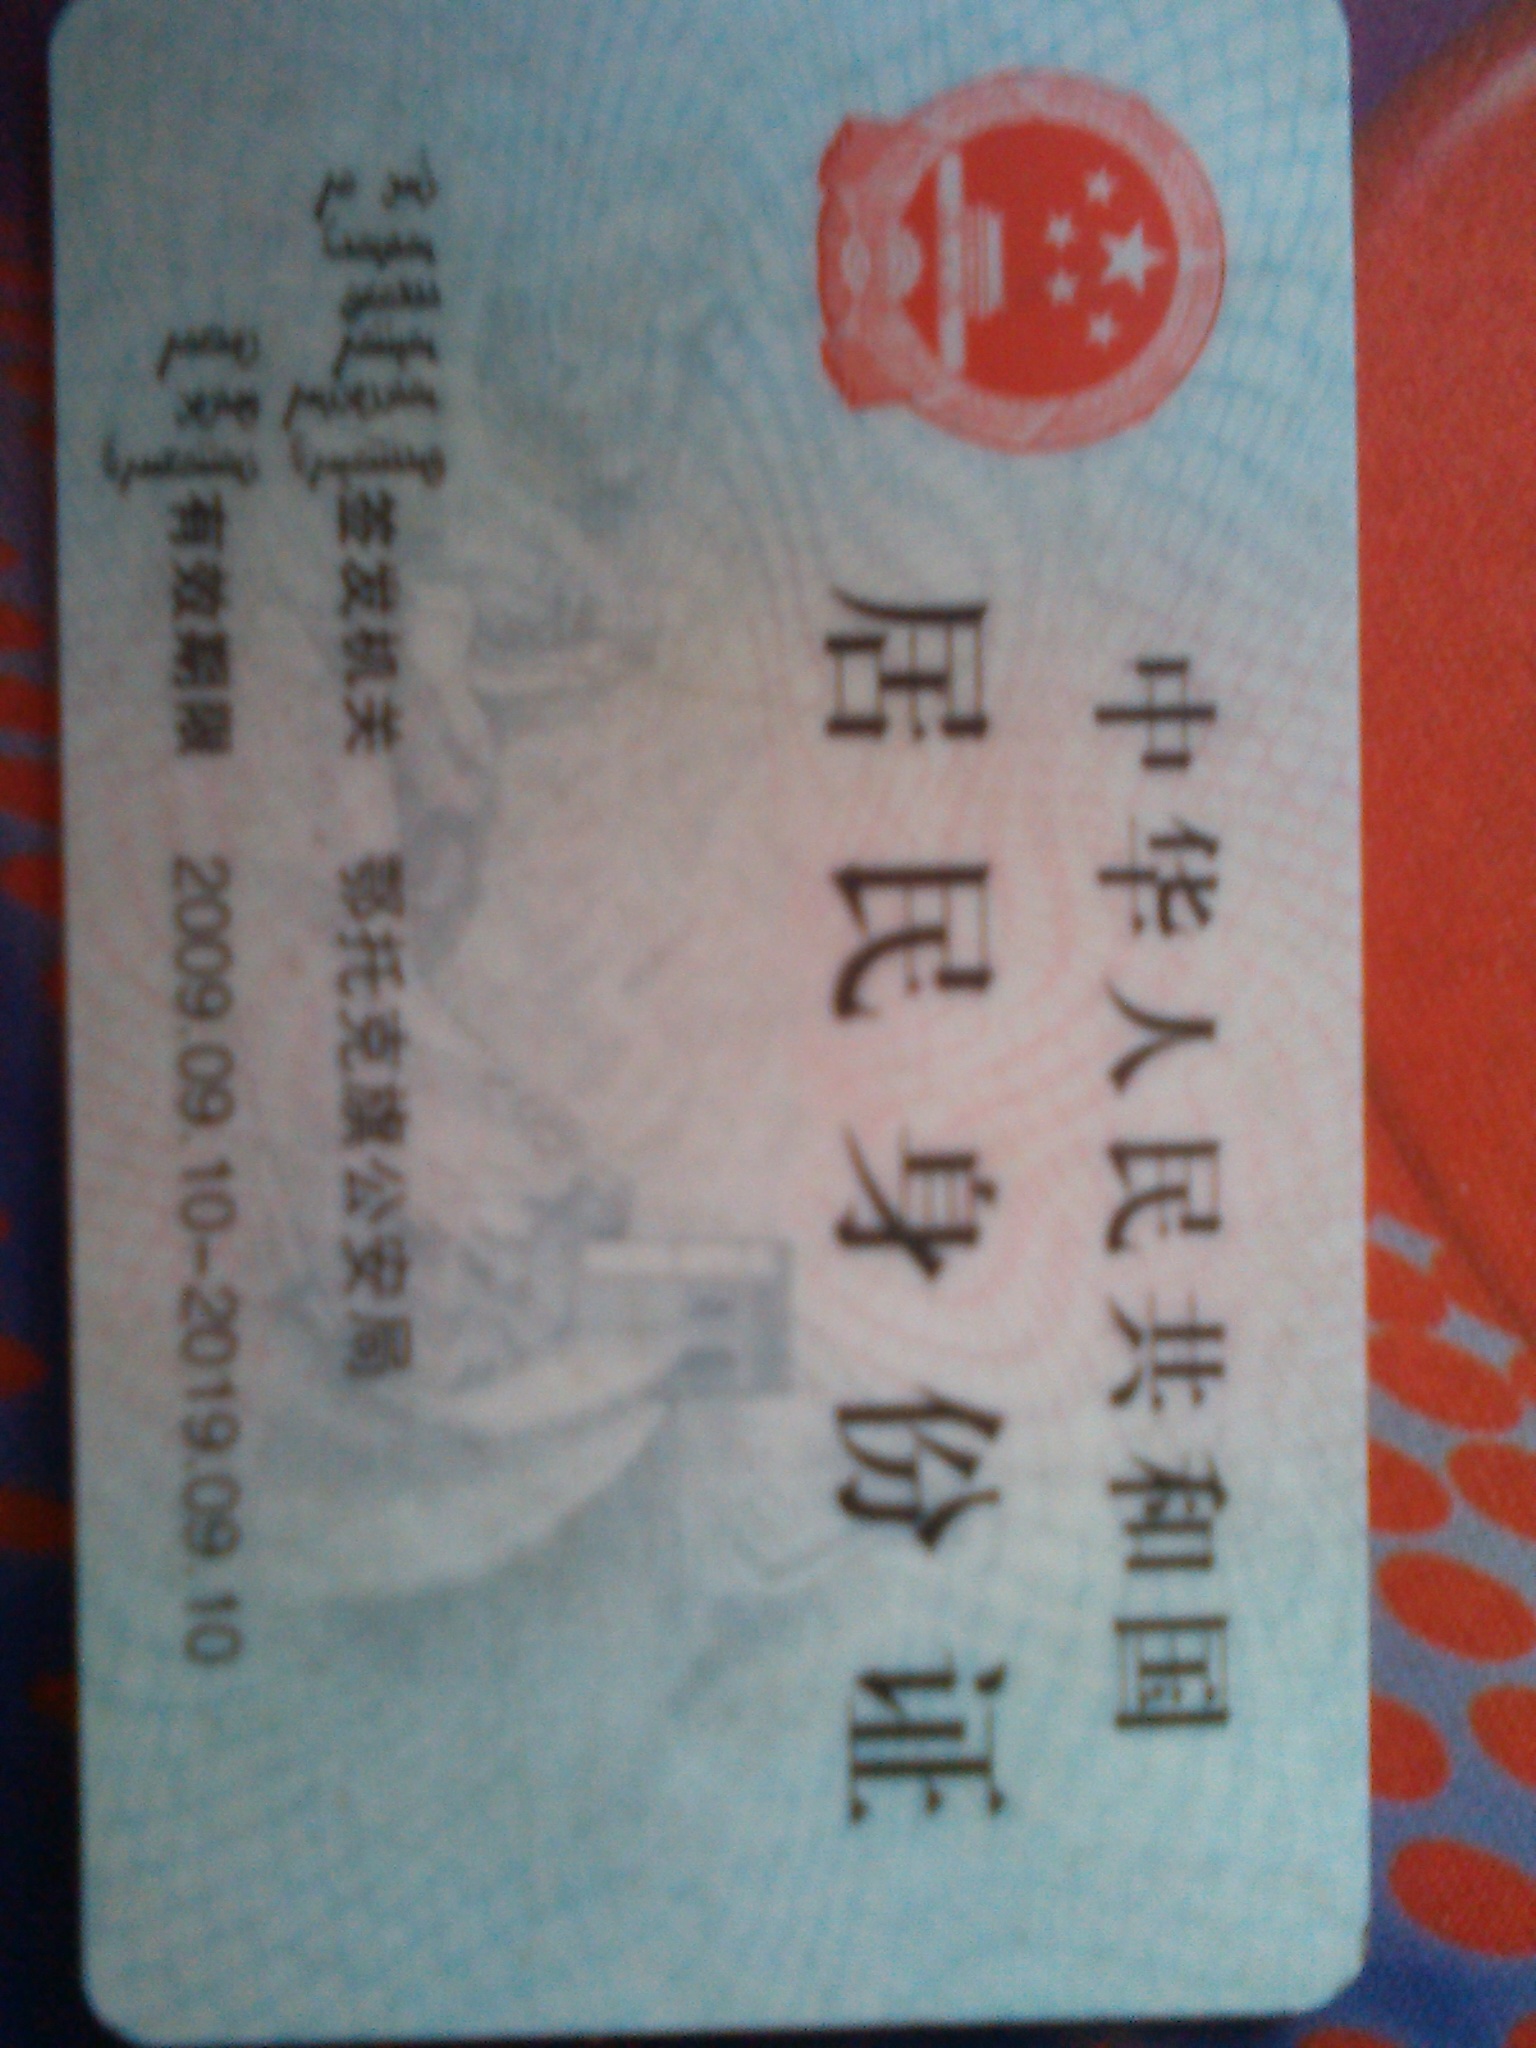 中华人民共和国
居民身份证
签发机关 鄂托克旗公安局
有效期限 2009.09.10-2019.09.10